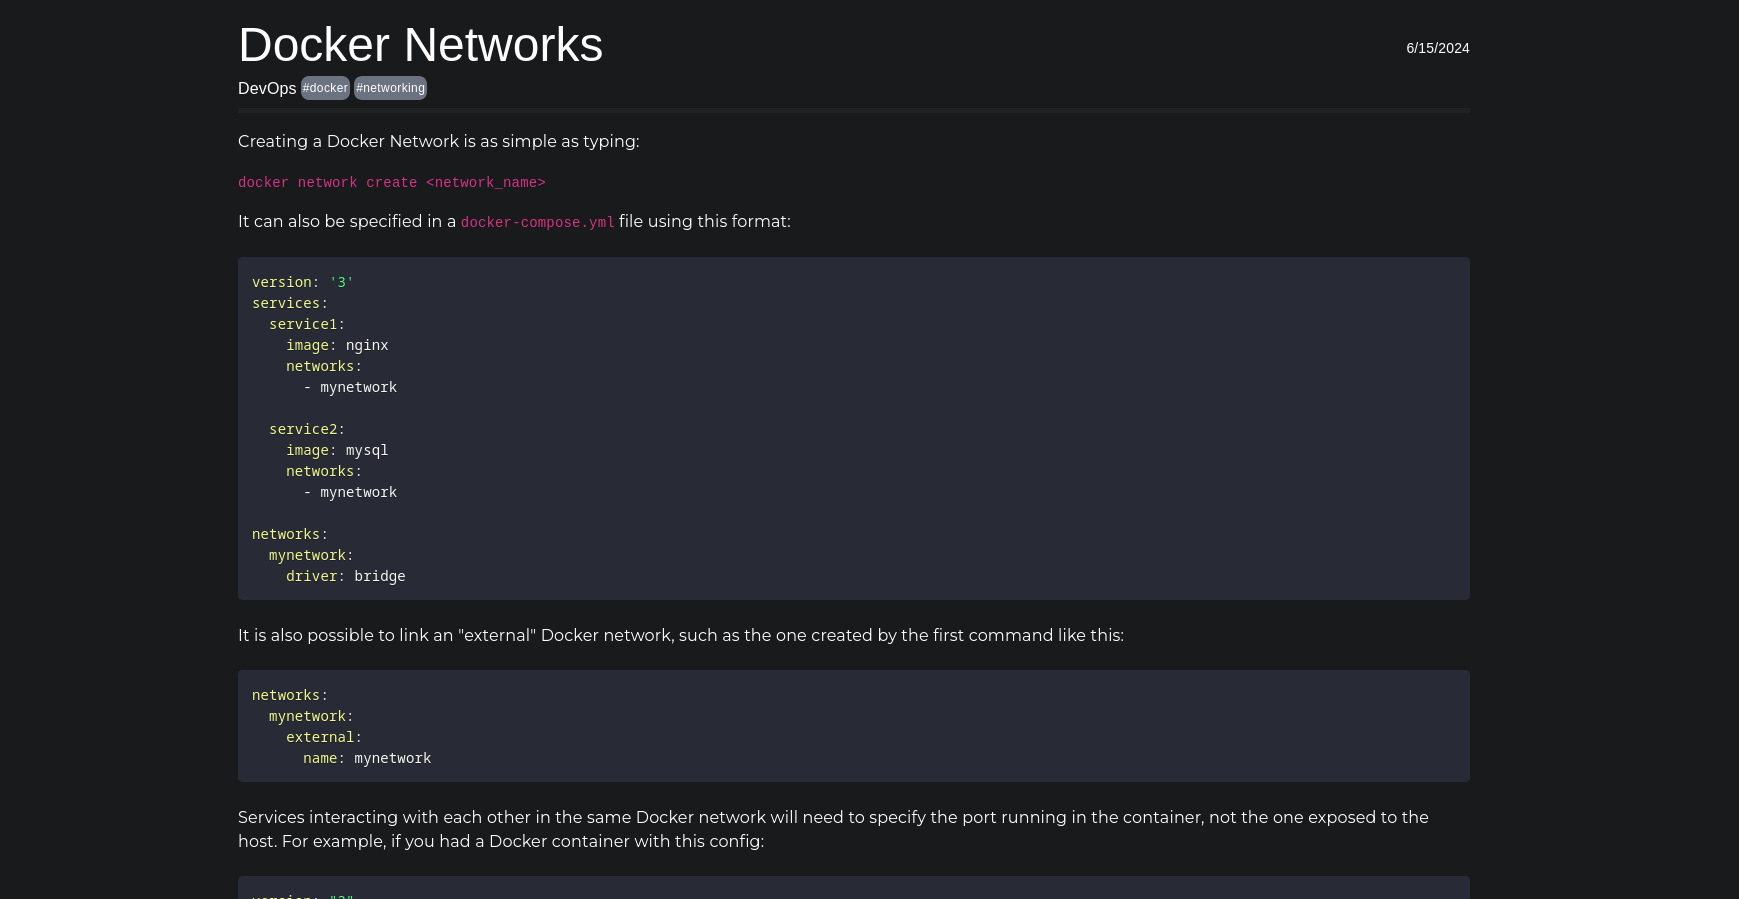 Docker Networks
6/15/2024
DevOps #docker #networking
Creating a Docker Network is as simple as typing:
docker network create <network_name>
It can also be specified in a docker-compose.yml file using this format:
version: '3'
services:
  service1:
    image: nginx
    networks:
      - mynetwork

  service2:
    image: mysql
    networks:
      - mynetwork

networks:
  mynetwork:
    driver: bridge
It is also possible to link an "external" Docker network, such as the one created by the first command like this:
networks:
  mynetwork:
    external:
      name: mynetwork
Services interacting with each other in the same Docker network will need to specify the port running in the container, not the one exposed to the
host. For example, if you had a Docker container with this config:
version: "3"